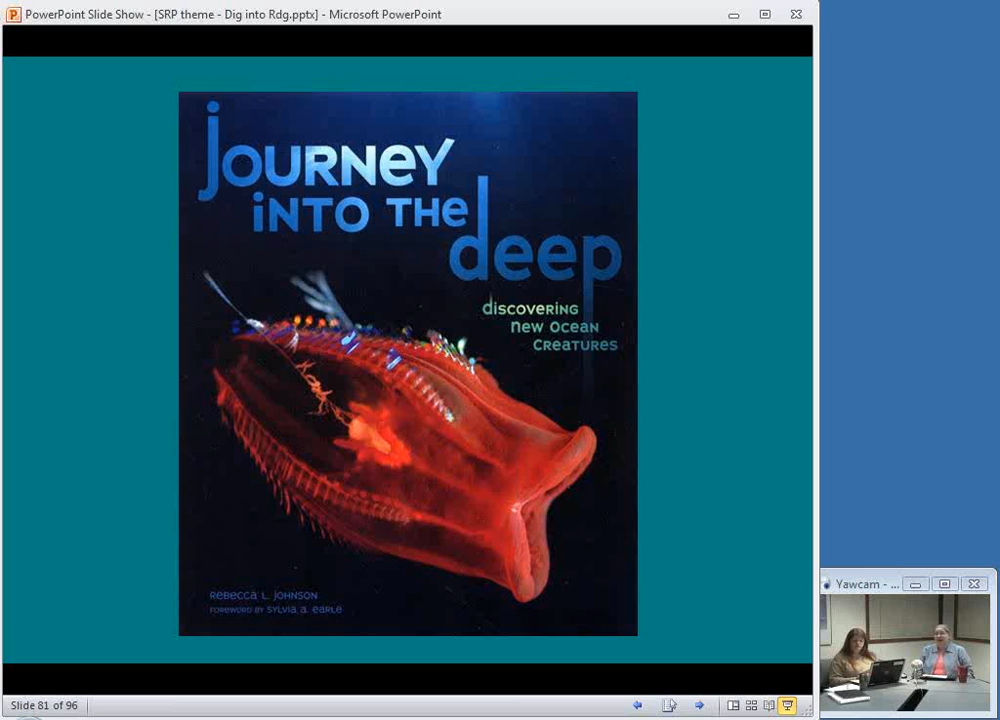 PowerPoint Slide Show - [SRP theme - Dig into Rdg.pptx] - Microsoft PowerPoint
journey
into the
deep
discovering
new ocean
creatures
Rebecca L. Johnson
Foreword by Sylvia A. Earle
Yawcam - ...
Slide 81 of 96